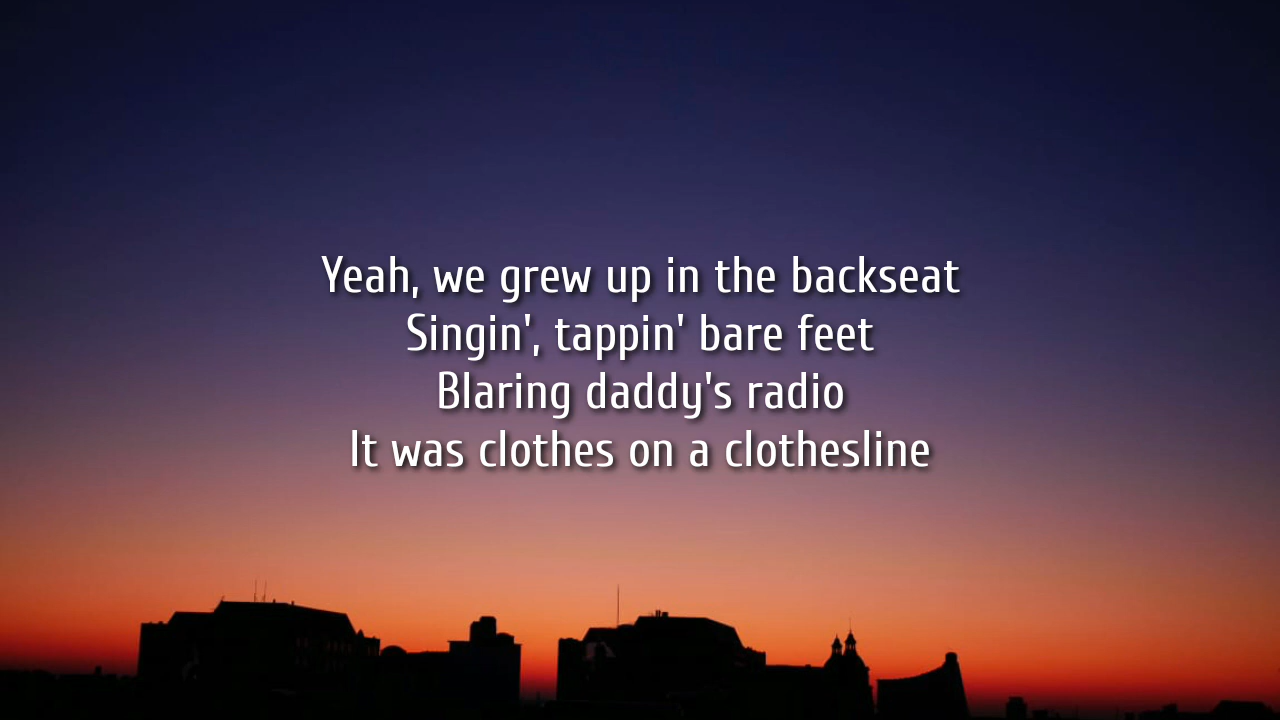 Yeah, we grew up in the backseat
Singin', tappin' bare feet
Blaring daddy's radio
It was clothes on a clothesline